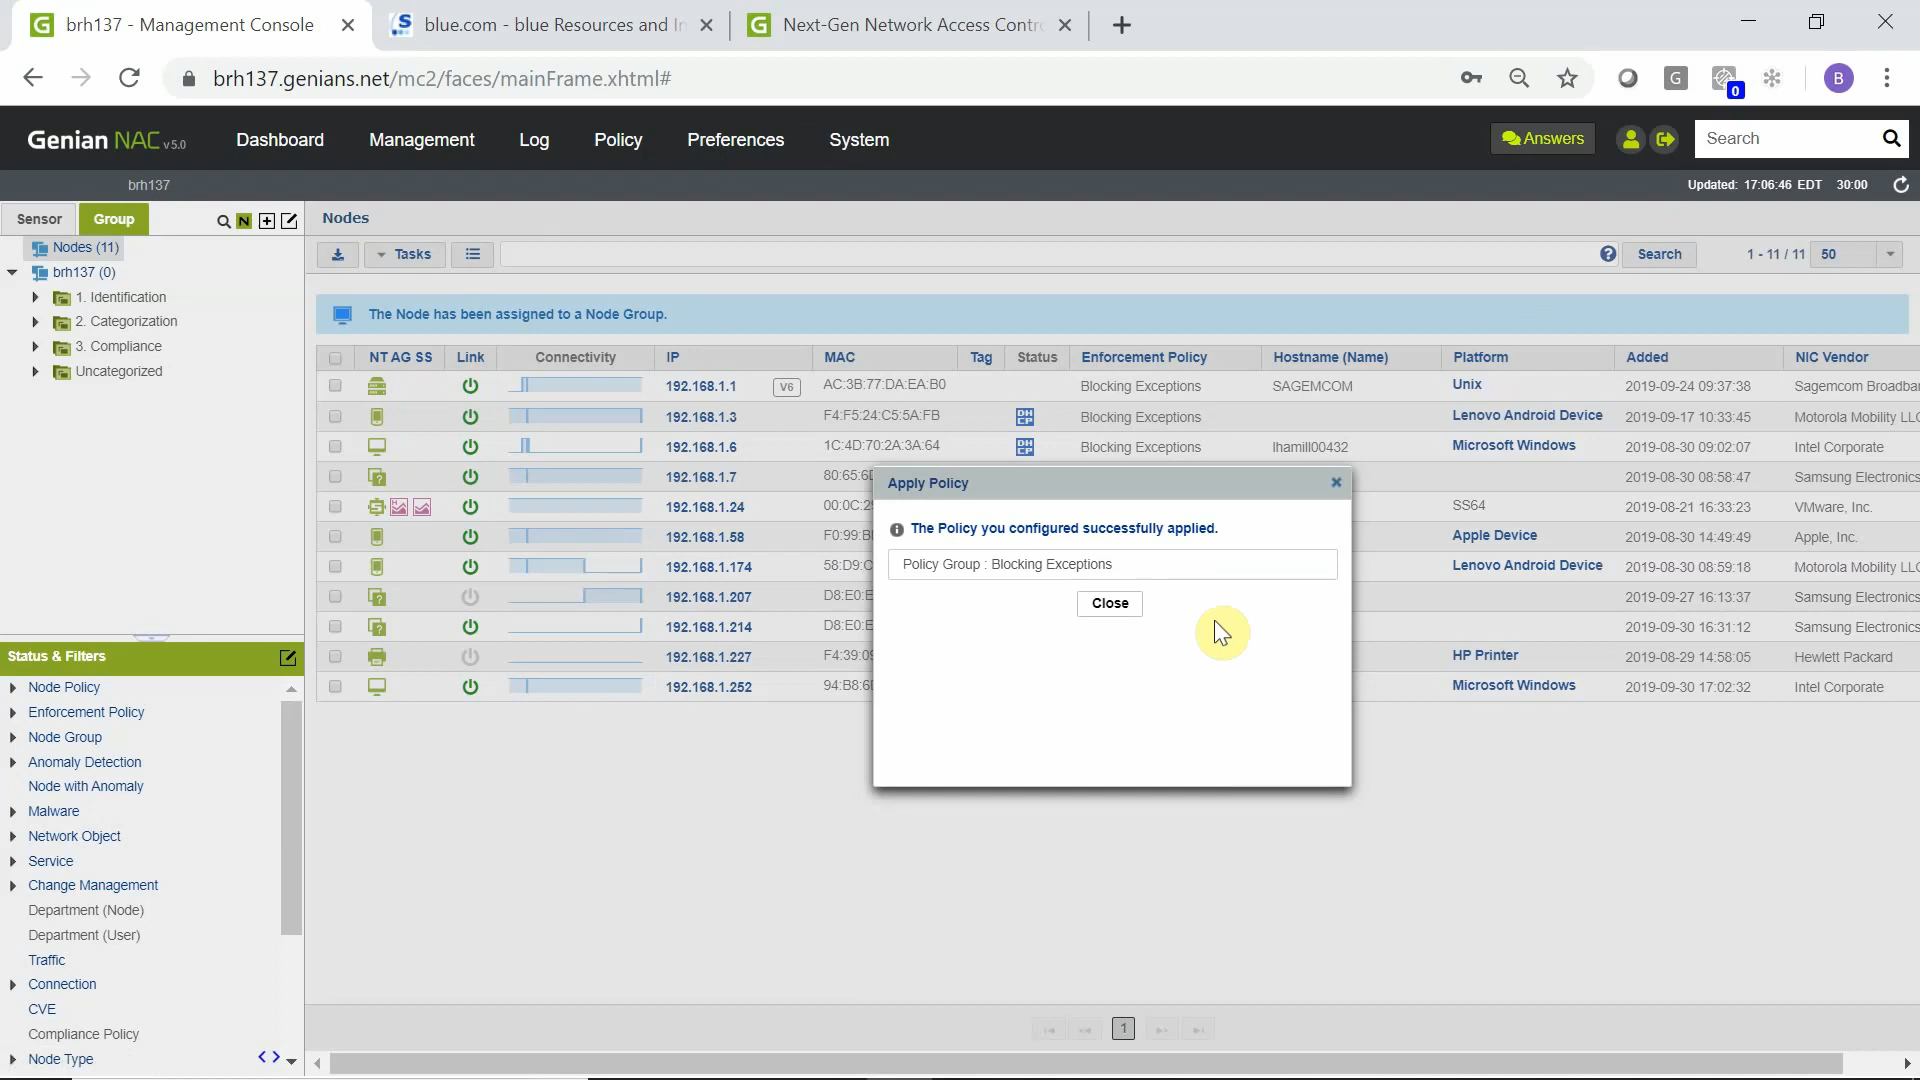 brh137 - Management Console
blue.com - blue Resources and In
Next-Gen Network Access Contro
brh137.genians.net/mc2/faces/mainFrame.xhtml#
G
0
B
Genian NAC v5.0
Dashboard
Management
Log
Policy
Preferences
System
Answers
Search
brh137
Updated: 17:06:46 EDT 30:00
Sensor
Group
N
Nodes (11)
brh137 (0)
1. Identification
2. Categorization
3. Compliance
Uncategorized
Nodes
Tasks
Search
1 - 11 / 11
50
The Node has been assigned to a Node Group.
NT AG SS Link Connectivity IP MAC Tag Status Enforcement Policy Hostname (Name) Platform Added NIC Vendor
192.168.1.1 V6 AC:3B:77:DA:EA:B0 Blocking Exceptions SAGEMCOM Unix 2019-09-24 09:37:38 Sagemcom Broadba
192.168.1.3 F4:F5:24:C5:5A:FB DHCP Blocking Exceptions Lenovo Android Device 2019-09-17 10:33:45 Motorola Mobility LLC
192.168.1.6 1C:4D:70:2A:3A:64 DHCP Blocking Exceptions lhamill00432 Microsoft Windows 2019-08-30 09:02:07 Intel Corporate
192.168.1.7 80:65:6D 2019-08-30 08:58:47 Samsung Electronics
192.168.1.24 00:0C:29 SS64 2019-08-21 16:33:23 VMware, Inc.
192.168.1.58 F0:99:B Apple Device 2019-08-30 14:49:49 Apple, Inc.
192.168.1.174 58:D9:C Lenovo Android Device 2019-08-30 08:59:18 Motorola Mobility LLC
192.168.1.207 D8:E0:E 2019-09-27 16:13:37 Samsung Electronics
192.168.1.214 D8:E0:E 2019-09-30 16:31:12 Samsung Electronics
192.168.1.227 F4:39:09 HP Printer 2019-08-29 14:58:05 Hewlett Packard
192.168.1.252 94:B8:6D Microsoft Windows 2019-09-30 17:02:32 Intel Corporate
Apply Policy
The Policy you configured successfully applied.
Policy Group : Blocking Exceptions
Close
Status & Filters
Node Policy
Enforcement Policy
Node Group
Anomaly Detection
Node with Anomaly
Malware
Network Object
Service
Change Management
Department (Node)
Department (User)
Traffic
Connection
CVE
Compliance Policy
Node Type
1